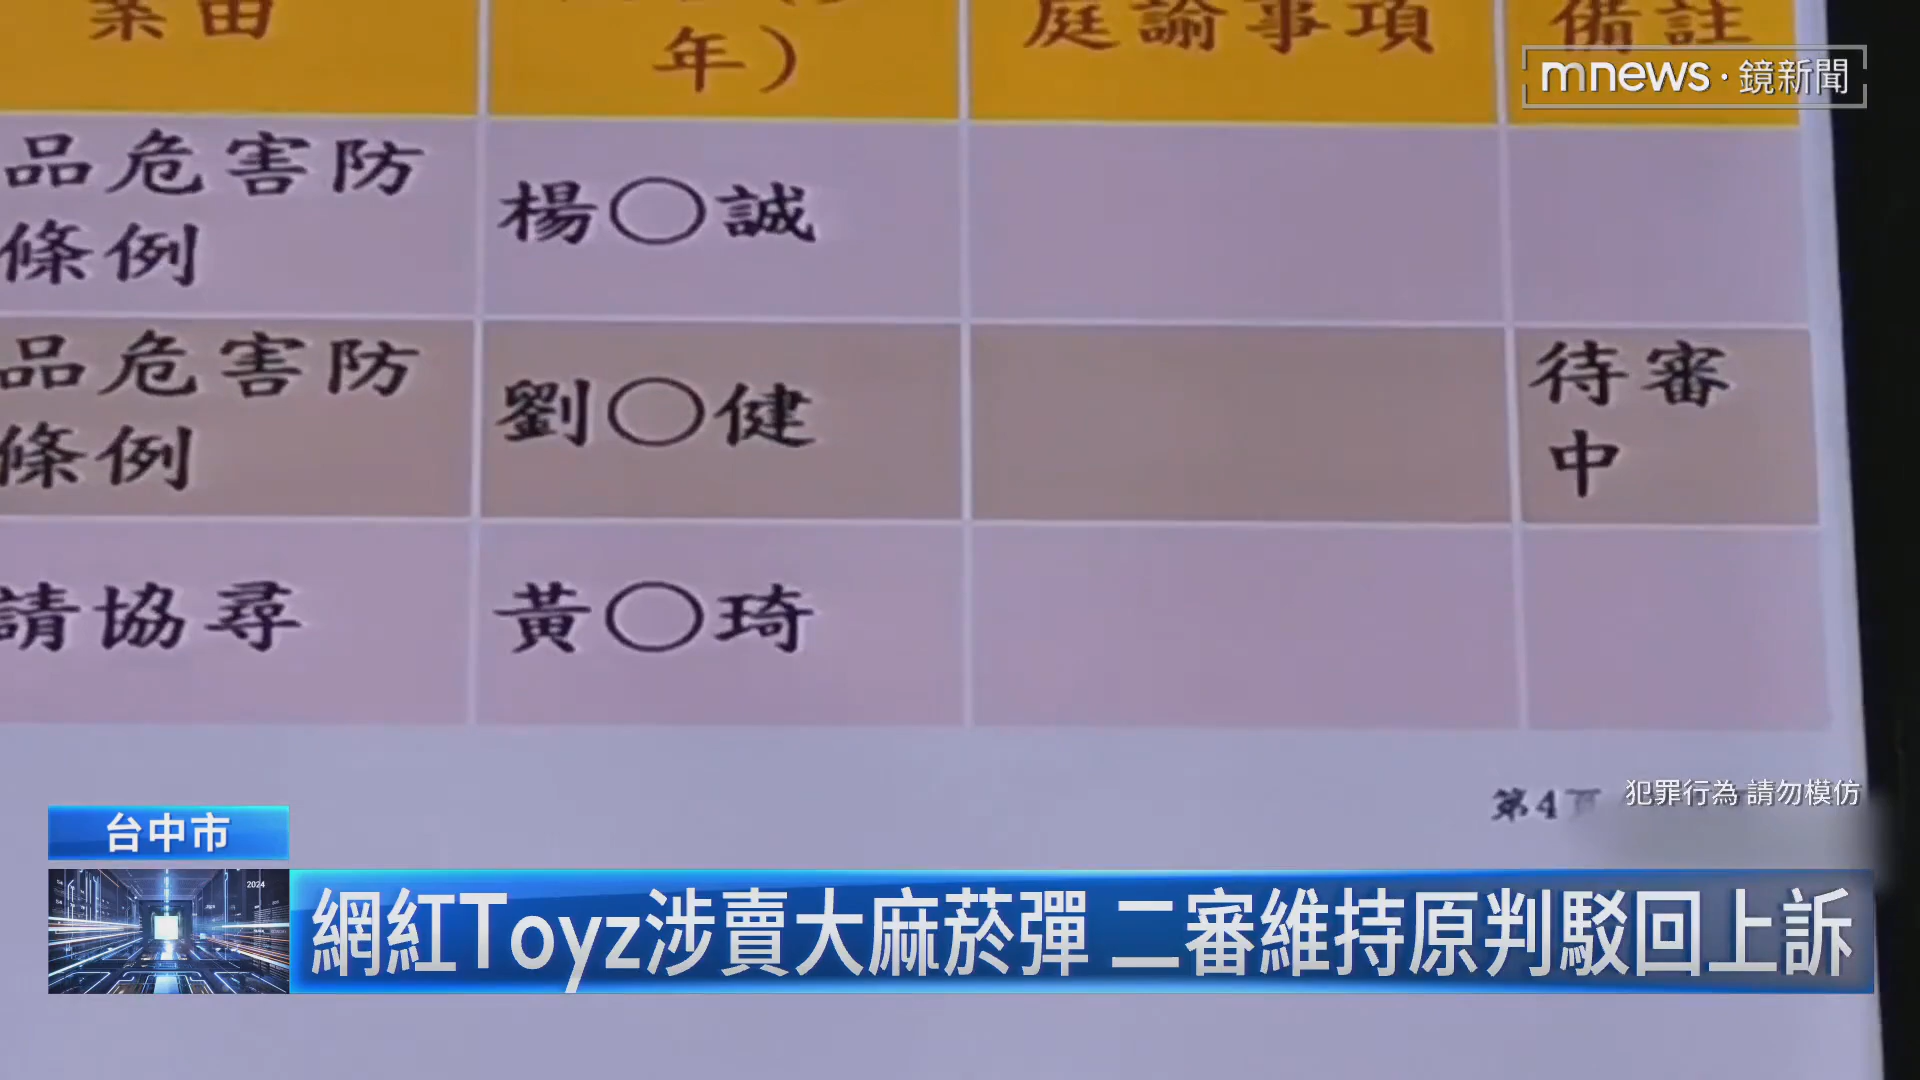 案由
年）
庭諭事項
備註
mnews·鏡新聞
品危害防
條例
楊○誠
品危害防
條例
劉○健
待審
中
請協尋
黃○琦
第4頁
犯罪行為 請勿模仿
台中市
2024
網紅Toyz涉賣大麻菸彈 二審維持原判駁回上訴